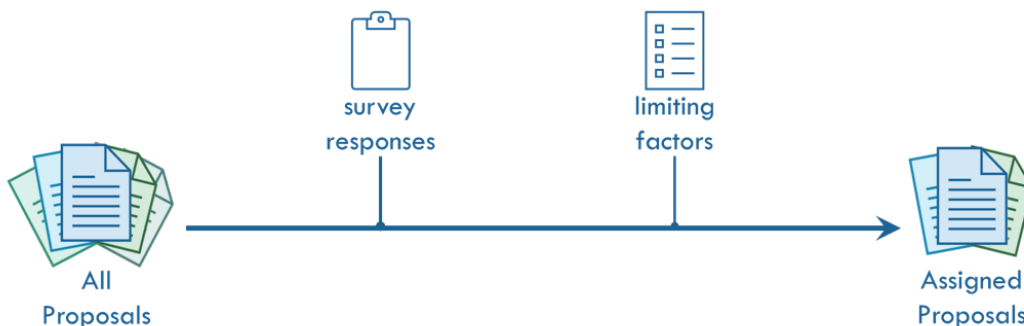 survey
responses
limiting
factors
All
Proposals
Assigned
Proposals